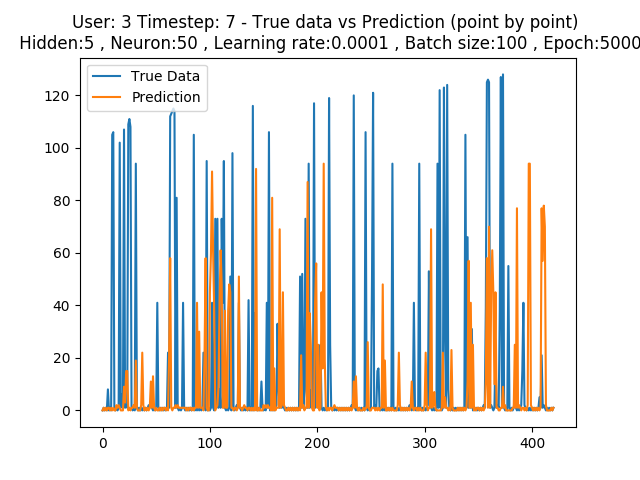 User: 3 Timestep: 7 - True data vs Prediction (point by point)
Hidden:5 , Neuron:50 , Learning rate:0.0001 , Batch size:100 , Epoch:5000
True Data
Prediction
120
100
80
60
40
20
0
0 100 200 300 400